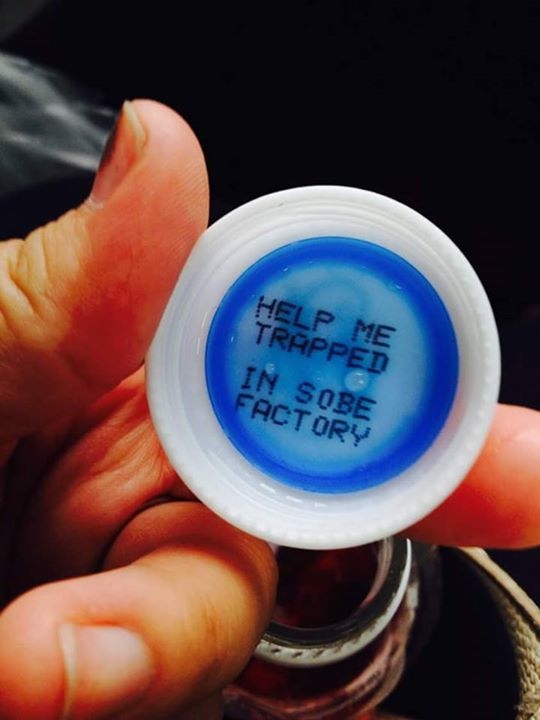 HELP ME
TRAPPED
IN SOBE
FACTORY